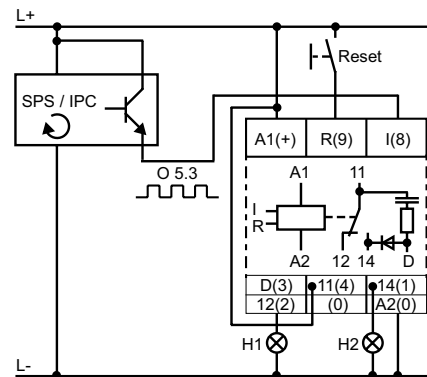 L+
Reset
SPS / IPC
A1(+) R(9) I(8)
O 5.3
A1 11
I
R
A2 12 14 D
D(3) 11(4) 14(1)
12(2) (0) A2(0)
H1 H2
L-